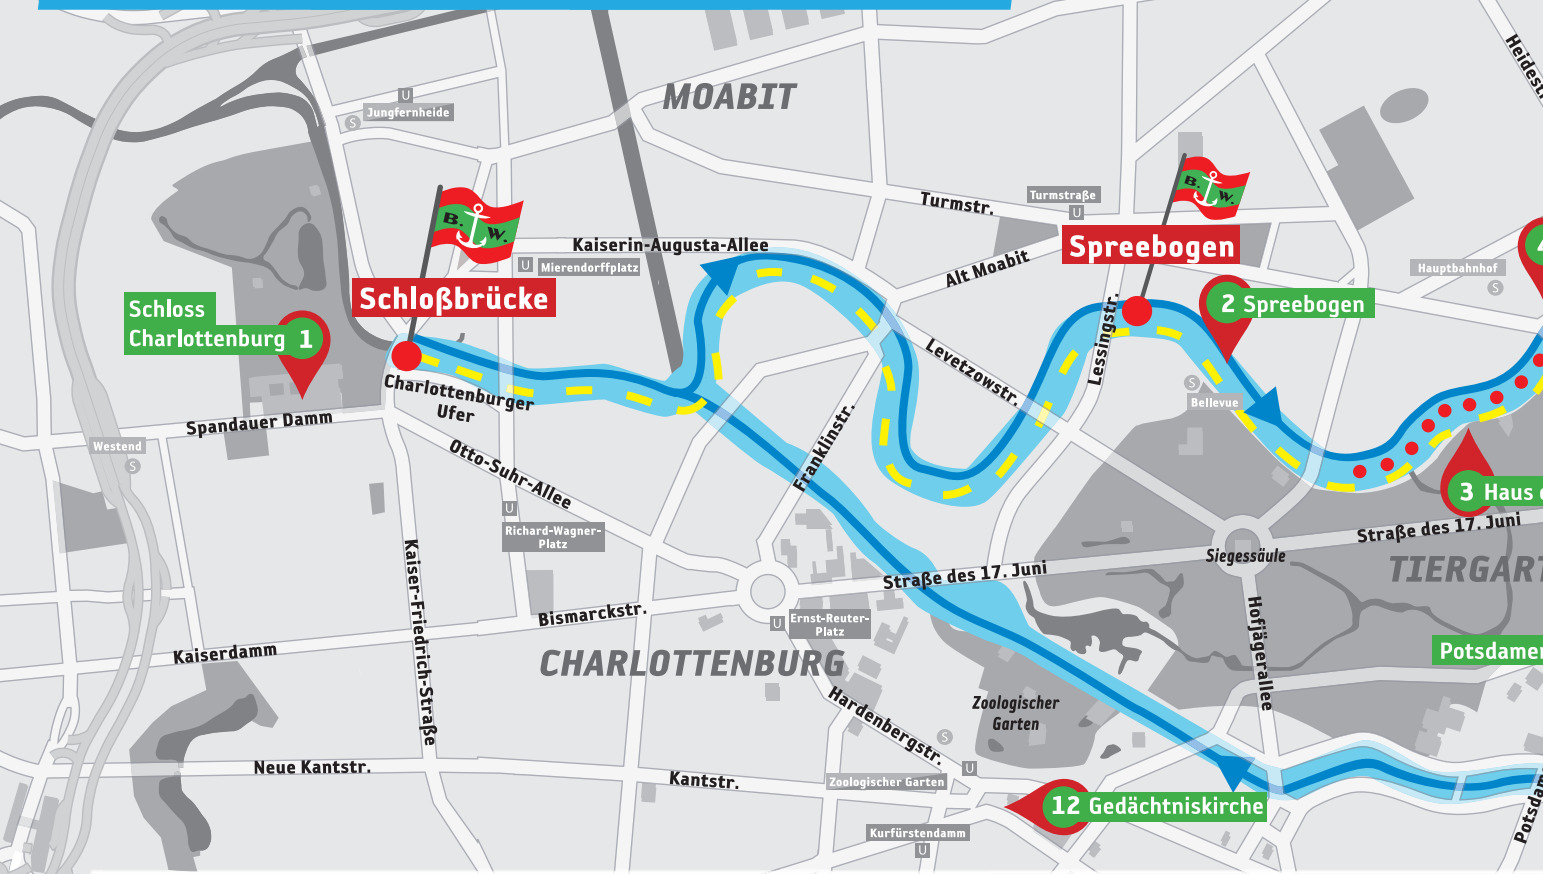 Heidestr.
MOABIT
U
Jungfernheide
S
Turmstr.
Turmstraße
U
B.
W.
B.
W.
Kaiserin-Augusta-Allee
Spreebogen
4
U
Mierendorffplatz
Alt Moabit
Hauptbahnhof
S
Schloßbrücke
Schloss
Charlottenburg
1
2 Spreebogen
Lessingstr.
Levetzowstr.
S
Bellevue
Charlottenburger
Ufer
Spandauer Damm
Westend
S
Otto-Suhr-Allee
Franklinstr.
U
Richard-Wagner-
Platz
3 Haus d
Straße des 17. Juni
Siegessäule
TIERGART
Straße des 17. Juni
Kaiser-Friedrich-Straße
Bismarckstr.
U
Ernst-Reuter-
Platz
Hofjägerallee
Kaiserdamm
CHARLOTTENBURG
Potsdamer
Zoologischer
Garten
Hardenbergstr.
S
U
Neue Kantstr.
Kantstr.
Zoologischer Garten
12 Gedächtniskirche
Kurfürstendamm
U
Potsdam